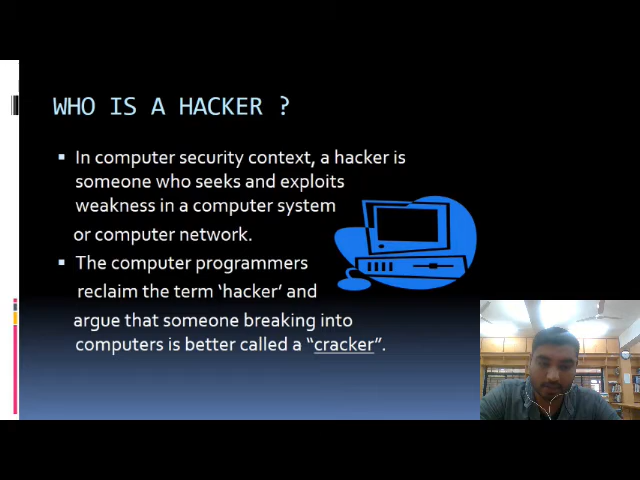 WHO IS A HACKER ?
▪ In computer security context, a hacker is
someone who seeks and exploits
weakness in a computer system
or computer network.
▪ The computer programmers
reclaim the term ‘hacker’ and
argue that someone breaking into
computers is better called a “cracker”.